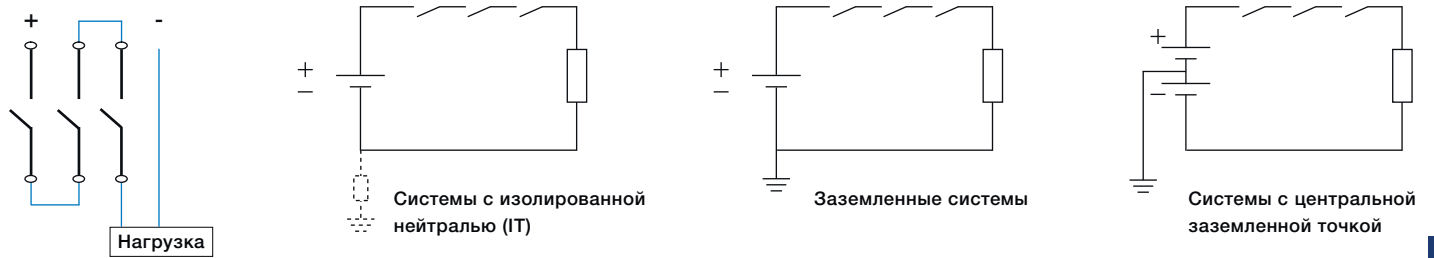 + -
Нагрузка
+
–
Системы с изолированной
нейтралью (IT)
+
–
Заземленные системы
+
–
Системы с центральной
заземленной точкой